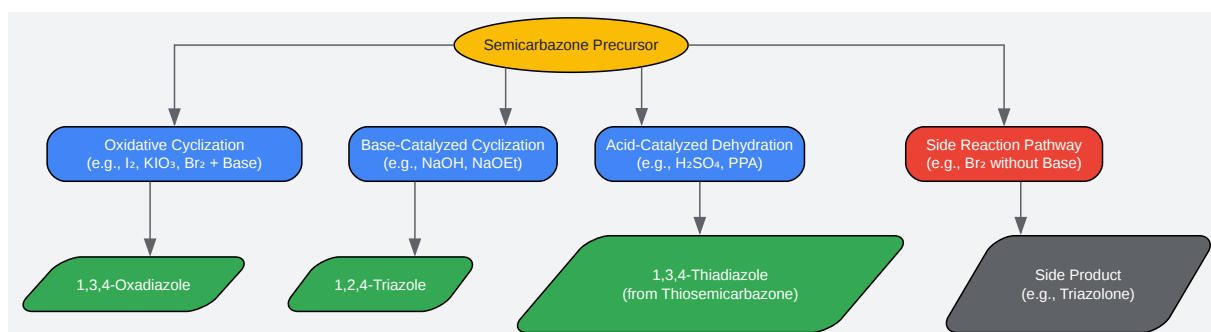 Semicarbazone Precursor
Oxidative Cyclization
(e.g., I₂, KIO₃, Br₂ + Base)
Base-Catalyzed Cyclization
(e.g., NaOH, NaOEt)
Acid-Catalyzed Dehydration
(e.g., H₂SO₄, PPA)
Side Reaction Pathway
(e.g., Br₂ without Base)
1,3,4-Oxadiazole
1,2,4-Triazole
1,3,4-Thiadiazole
(from Thiosemicarbazone)
Side Product
(e.g., Triazolone)